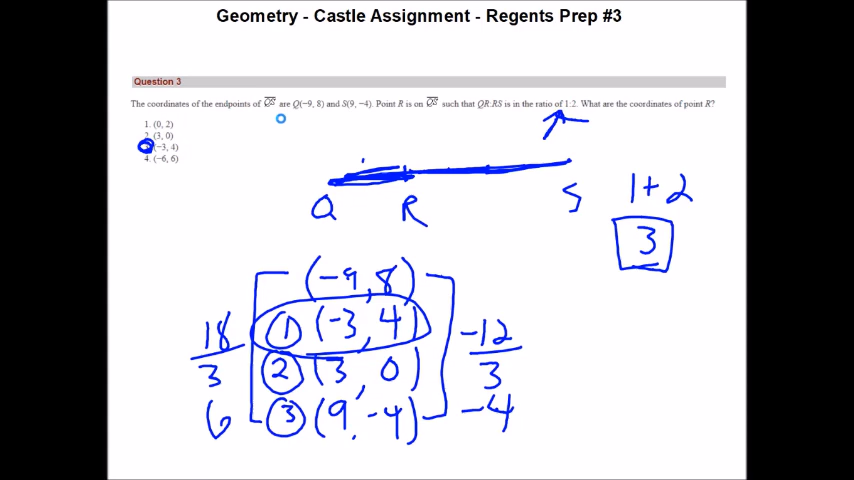 Geometry - Castle Assignment - Regents Prep #3
Question 3
The coordinates of the endpoints of QS are Q(−9, 8) and S(9, −4). Point R is on QS such that QR:RS is in the ratio of 1:2. What are the coordinates of point R?
1. (0, 2)
2. (3, 0)
(−3, 4)
4. (−6, 6)
Q R S
1+2
3
(-9, 8)
18/3 1 (-3, 4) -12/3
2 (3, 0)
6 3 (9, -4) -4